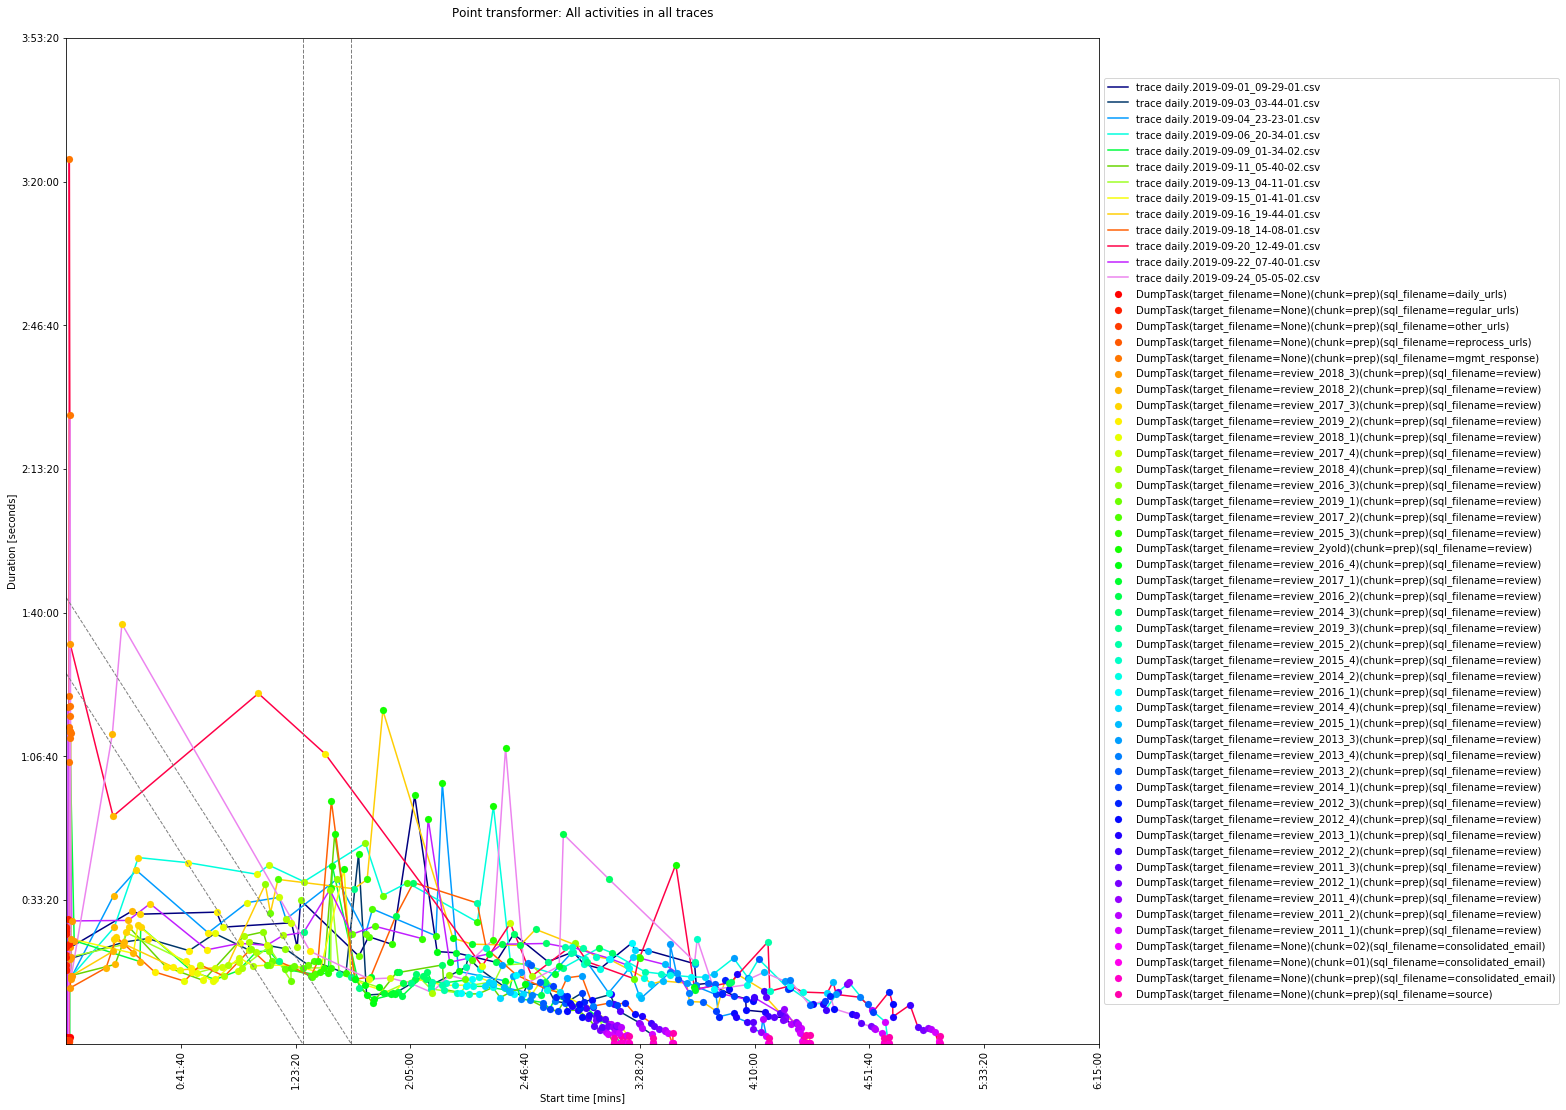 Point transformer: All activities in all traces
3:53:20
3:20:00
2:46:40
2:13:20
1:40:00
1:06:40
0:33:20
Duration [seconds]
0:41:40
1:23:20
2:05:00
2:46:40
3:28:20
4:10:00
4:51:40
5:33:20
6:15:00
Start time [mins]
trace daily.2019-09-01_09-29-01.csv
trace daily.2019-09-03_03-44-01.csv
trace daily.2019-09-04_23-23-01.csv
trace daily.2019-09-06_20-34-01.csv
trace daily.2019-09-09_01-34-02.csv
trace daily.2019-09-11_05-40-02.csv
trace daily.2019-09-13_04-11-01.csv
trace daily.2019-09-15_01-41-01.csv
trace daily.2019-09-16_19-44-01.csv
trace daily.2019-09-18_14-08-01.csv
trace daily.2019-09-20_12-49-01.csv
trace daily.2019-09-22_07-40-01.csv
trace daily.2019-09-24_05-05-02.csv
DumpTask(target_filename=None)(chunk=prep)(sql_filename=daily_urls)
DumpTask(target_filename=None)(chunk=prep)(sql_filename=regular_urls)
DumpTask(target_filename=None)(chunk=prep)(sql_filename=other_urls)
DumpTask(target_filename=None)(chunk=prep)(sql_filename=reprocess_urls)
DumpTask(target_filename=None)(chunk=prep)(sql_filename=mgmt_response)
DumpTask(target_filename=review_2018_3)(chunk=prep)(sql_filename=review)
DumpTask(target_filename=review_2018_2)(chunk=prep)(sql_filename=review)
DumpTask(target_filename=review_2017_3)(chunk=prep)(sql_filename=review)
DumpTask(target_filename=review_2019_2)(chunk=prep)(sql_filename=review)
DumpTask(target_filename=review_2018_1)(chunk=prep)(sql_filename=review)
DumpTask(target_filename=review_2017_4)(chunk=prep)(sql_filename=review)
DumpTask(target_filename=review_2018_4)(chunk=prep)(sql_filename=review)
DumpTask(target_filename=review_2016_3)(chunk=prep)(sql_filename=review)
DumpTask(target_filename=review_2019_1)(chunk=prep)(sql_filename=review)
DumpTask(target_filename=review_2017_2)(chunk=prep)(sql_filename=review)
DumpTask(target_filename=review_2015_3)(chunk=prep)(sql_filename=review)
DumpTask(target_filename=review_2yold)(chunk=prep)(sql_filename=review)
DumpTask(target_filename=review_2016_4)(chunk=prep)(sql_filename=review)
DumpTask(target_filename=review_2017_1)(chunk=prep)(sql_filename=review)
DumpTask(target_filename=review_2016_2)(chunk=prep)(sql_filename=review)
DumpTask(target_filename=review_2014_3)(chunk=prep)(sql_filename=review)
DumpTask(target_filename=review_2019_3)(chunk=prep)(sql_filename=review)
DumpTask(target_filename=review_2015_2)(chunk=prep)(sql_filename=review)
DumpTask(target_filename=review_2015_4)(chunk=prep)(sql_filename=review)
DumpTask(target_filename=review_2014_2)(chunk=prep)(sql_filename=review)
DumpTask(target_filename=review_2016_1)(chunk=prep)(sql_filename=review)
DumpTask(target_filename=review_2014_4)(chunk=prep)(sql_filename=review)
DumpTask(target_filename=review_2015_1)(chunk=prep)(sql_filename=review)
DumpTask(target_filename=review_2013_3)(chunk=prep)(sql_filename=review)
DumpTask(target_filename=review_2013_4)(chunk=prep)(sql_filename=review)
DumpTask(target_filename=review_2013_2)(chunk=prep)(sql_filename=review)
DumpTask(target_filename=review_2014_1)(chunk=prep)(sql_filename=review)
DumpTask(target_filename=review_2012_3)(chunk=prep)(sql_filename=review)
DumpTask(target_filename=review_2012_4)(chunk=prep)(sql_filename=review)
DumpTask(target_filename=review_2013_1)(chunk=prep)(sql_filename=review)
DumpTask(target_filename=review_2012_2)(chunk=prep)(sql_filename=review)
DumpTask(target_filename=review_2011_3)(chunk=prep)(sql_filename=review)
DumpTask(target_filename=review_2012_1)(chunk=prep)(sql_filename=review)
DumpTask(target_filename=review_2011_4)(chunk=prep)(sql_filename=review)
DumpTask(target_filename=review_2011_2)(chunk=prep)(sql_filename=review)
DumpTask(target_filename=review_2011_1)(chunk=prep)(sql_filename=review)
DumpTask(target_filename=None)(chunk=02)(sql_filename=consolidated_email)
DumpTask(target_filename=None)(chunk=01)(sql_filename=consolidated_email)
DumpTask(target_filename=None)(chunk=prep)(sql_filename=consolidated_email)
DumpTask(target_filename=None)(chunk=prep)(sql_filename=source)